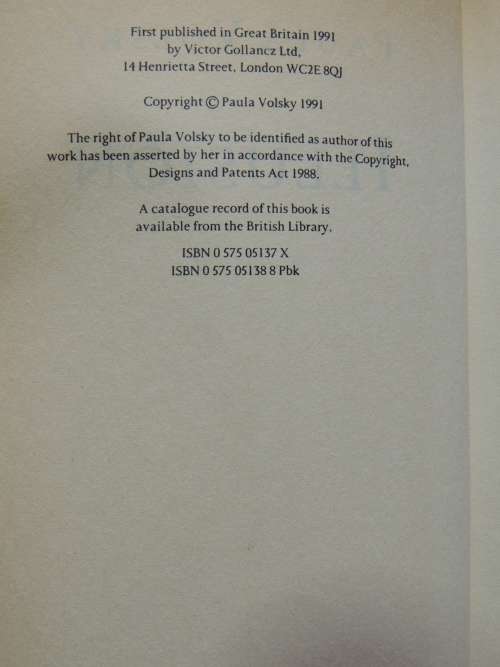 First published in Great Britain 1991
by Victor Gollancz Ltd,
14 Henrietta Street, London WC2E 8QJ
Copyright © Paula Volsky 1991
The right of Paula Volsky to be identified as author of this
work has been asserted by her in accordance with the Copyright,
Designs and Patents Act 1988.
A catalogue record of this book is
available from the British Library.
ISBN 0 575 05137 X
ISBN 0 575 05138 8 Pbk